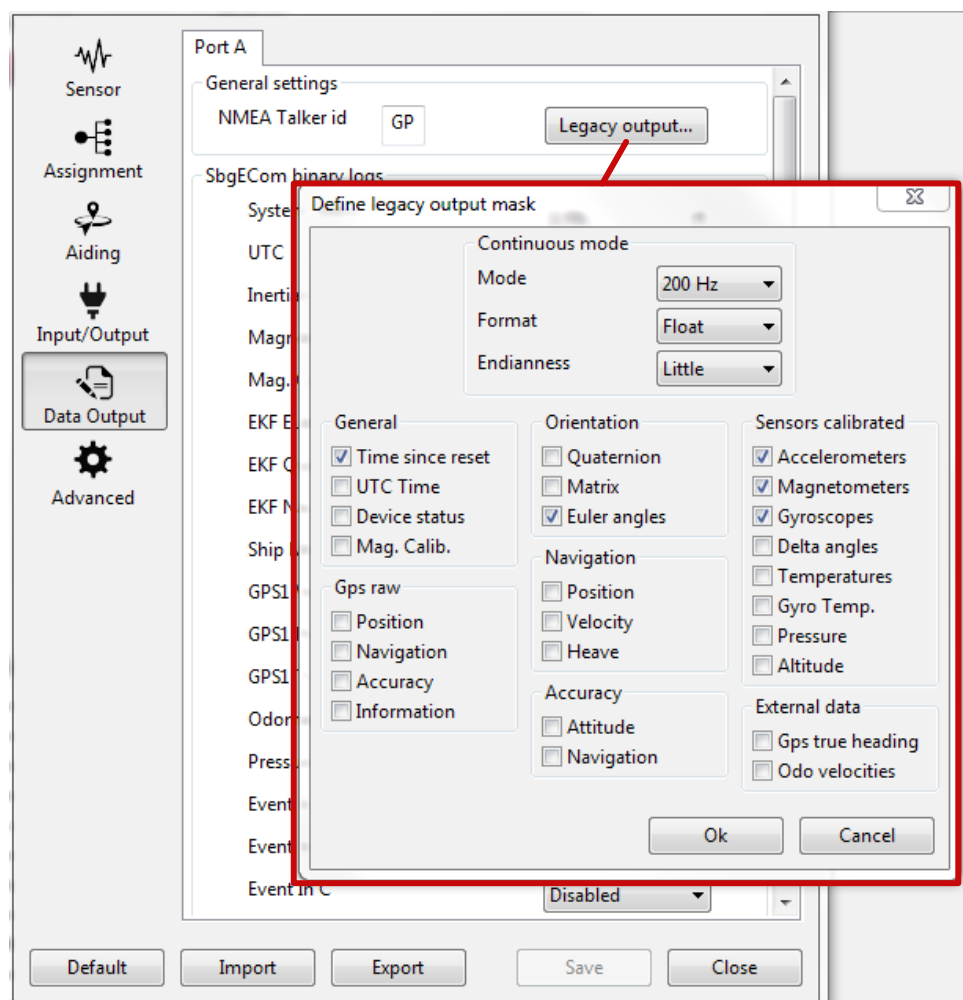 Port A
Sensor
Assignment
Aiding
Input/Output
Data Output
Advanced
General settings
NMEA Talker id GP Legacy output...
SbgECom binary logs
UTC
Mag.
EKF
EKF
EKF
Ship
GPS1
GPS1
GPS1
Event
Event
Event In C Disabled
Define legacy output mask
Continuous mode
Mode 200 Hz
Format Float
Endianness Little
General
Time since reset
UTC Time
Device status
Mag. Calib.
Gps raw
Position
Navigation
Accuracy
Information
Orientation
Quaternion
Matrix
Euler angles
Navigation
Position
Velocity
Heave
Accuracy
Attitude
Navigation
Sensors calibrated
Accelerometers
Magnetometers
Gyroscopes
Delta angles
Temperatures
Gyro Temp.
Pressure
Altitude
External data
Gps true heading
Odo velocities
Ok Cancel
Default Import Export Save Close